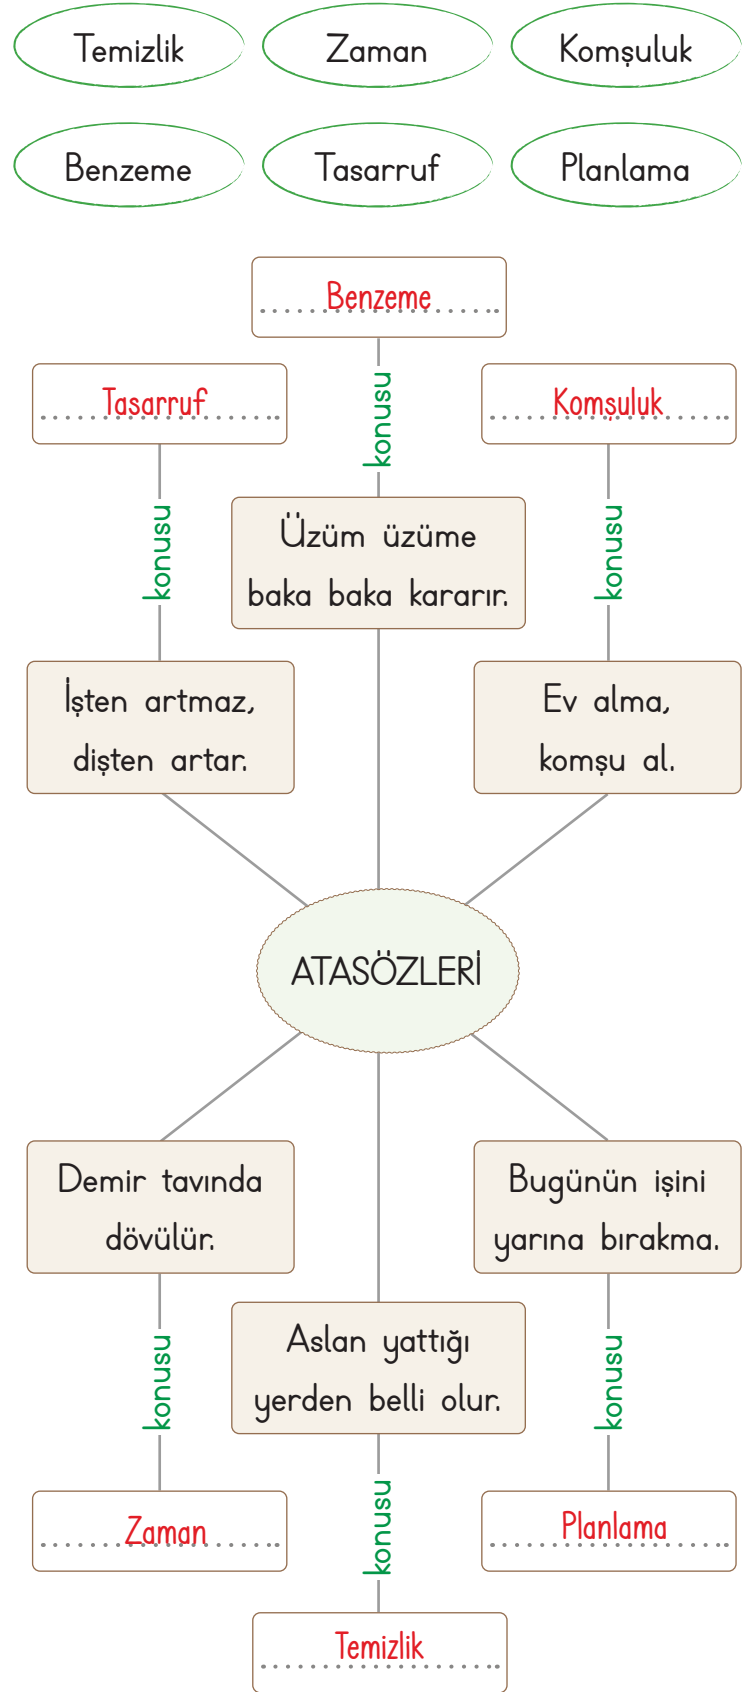 Temizlik
Zaman
Komşuluk
Benzeme
Tasarruf
Planlama
Benzeme
Tasarruf
Komşuluk
konusu
konusu
konusu
Üzüm üzüme
baka baka kararır.
İşten artmaz,
dişten artar.
Ev alma,
komşu al.
ATASÖZLERİ
Demir tavında
dövülür.
Bugünün işini
yarına bırakma.
Aslan yattığı
yerden belli olur.
konusu
konusu
konusu
Zaman
Planlama
Temizlik